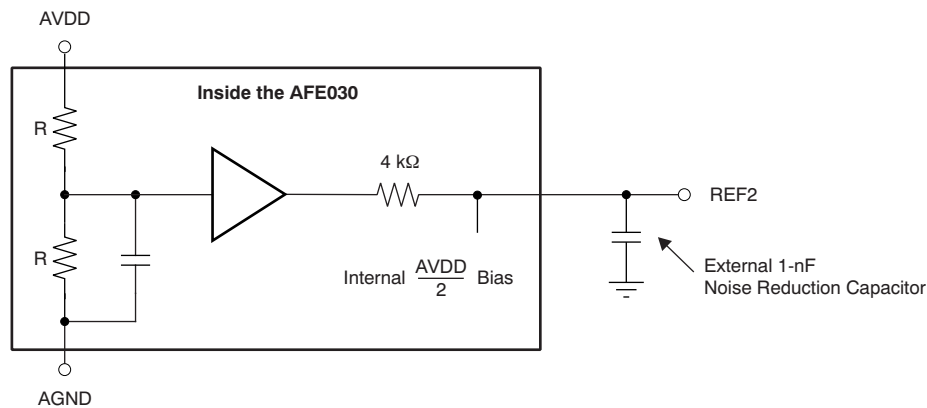 AVDD
Inside the AFE030
R
4 kΩ
REF2
R
Internal AVDD/2 Bias
External 1-nF
Noise Reduction Capacitor
AGND